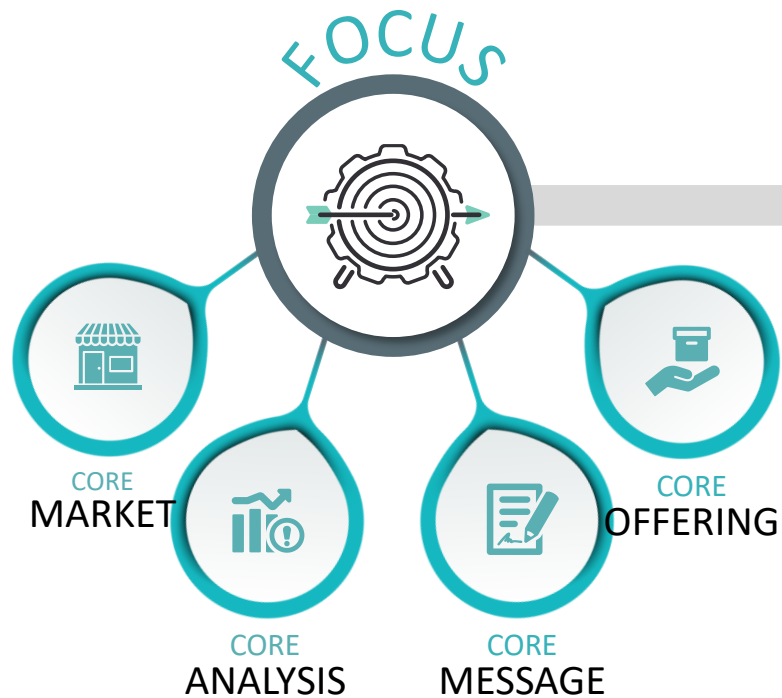 FOCUS
CORE
MARKET
CORE
ANALYSIS
CORE
MESSAGE
CORE
OFFERING